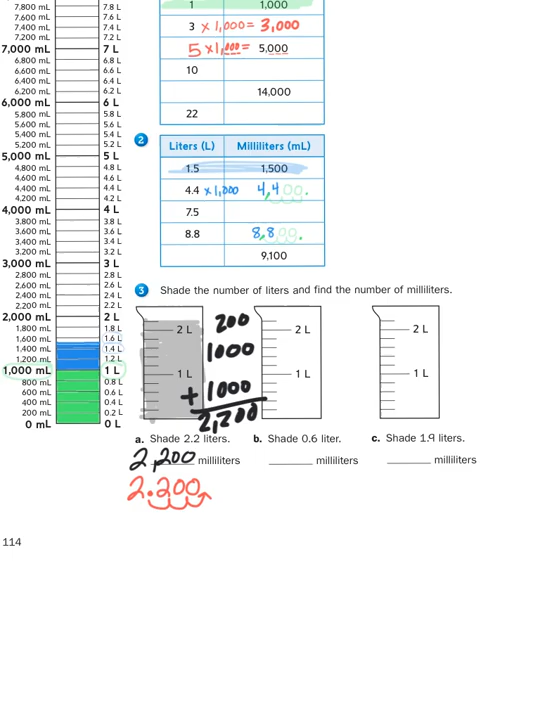 7.800 mL 7.8 L
7.600 mL 7.6 L
7.400 mL 7.4 L
7.200 mL 7.2 L
7,000 mL 7 L
6.800 mL 6.8 L
6.600 mL 6.6 L
6.400 mL 6.4 L
6.200 mL 6.2 L
6,000 mL 6 L
5.800 mL 5.8 L
5.600 mL 5.6 L
5.400 mL 5.4 L
5.200 mL 5.2 L
5,000 mL 5 L
4.800 mL 4.8 L
4.600 mL 4.6 L
4.400 mL 4.4 L
4.200 mL 4.2 L
4,000 mL 4 L
3.800 mL 3.8 L
3.600 mL 3.6 L
3.400 mL 3.4 L
3.200 mL 3.2 L
3,000 mL 3 L
2.800 mL 2.8 L
2.600 mL 2.6 L
2.400 mL 2.4 L
2.200 mL 2.2 L
2,000 mL 2 L
1.800 mL 1.8 L
1.600 mL 1.6 L
1.400 mL 1.4 L
1.200 mL 1.2 L
1,000 mL 1 L
800 mL 0.8 L
600 mL 0.6 L
400 mL 0.4 L
200 mL 0.2 L
0 mL 0 L
1 1,000
3 × 1,000 = 3,000
5 × 1,000 = 5,000
10
14,000
22
2
Liters (L) Milliliters (mL)
1.5 1,500
4.4 × 1,000 4,400.
7.5
8.8 8,800.
9,100
3 Shade the number of liters and find the number of milliliters.
2 L 200 2 L 2 L
1000
1 L + 1000 1 L 1 L
2,200
a. Shade 2.2 liters. b. Shade 0.6 liter. c. Shade 1.9 liters.
2,200 milliliters ______ milliliters ______ milliliters
2.200
114